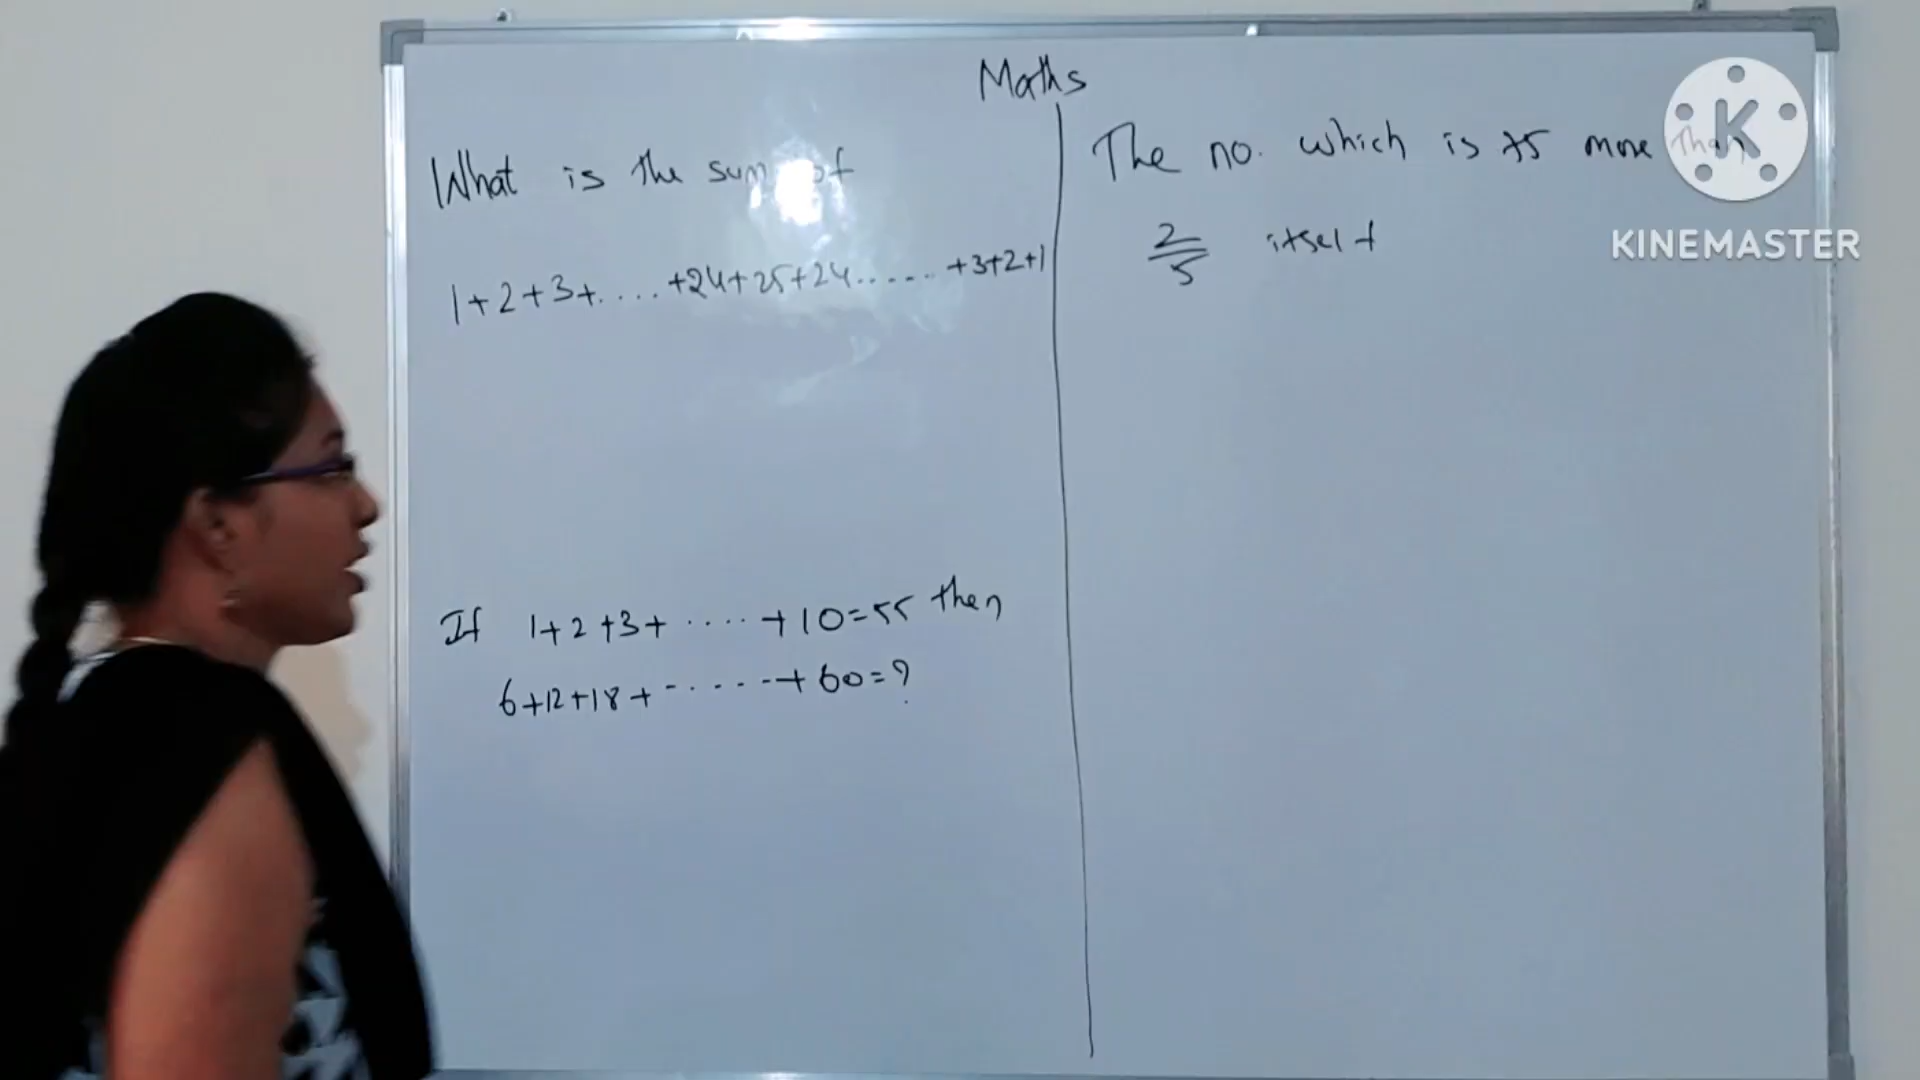 Maths
What is the sum of
1+2+3+....+24+25+24......+3+2+1
If 1+2+3+.....+10=55 then
6+12+18+------+60=?
The no. which is 75 more than
2/5 itself
K
KINEMASTER